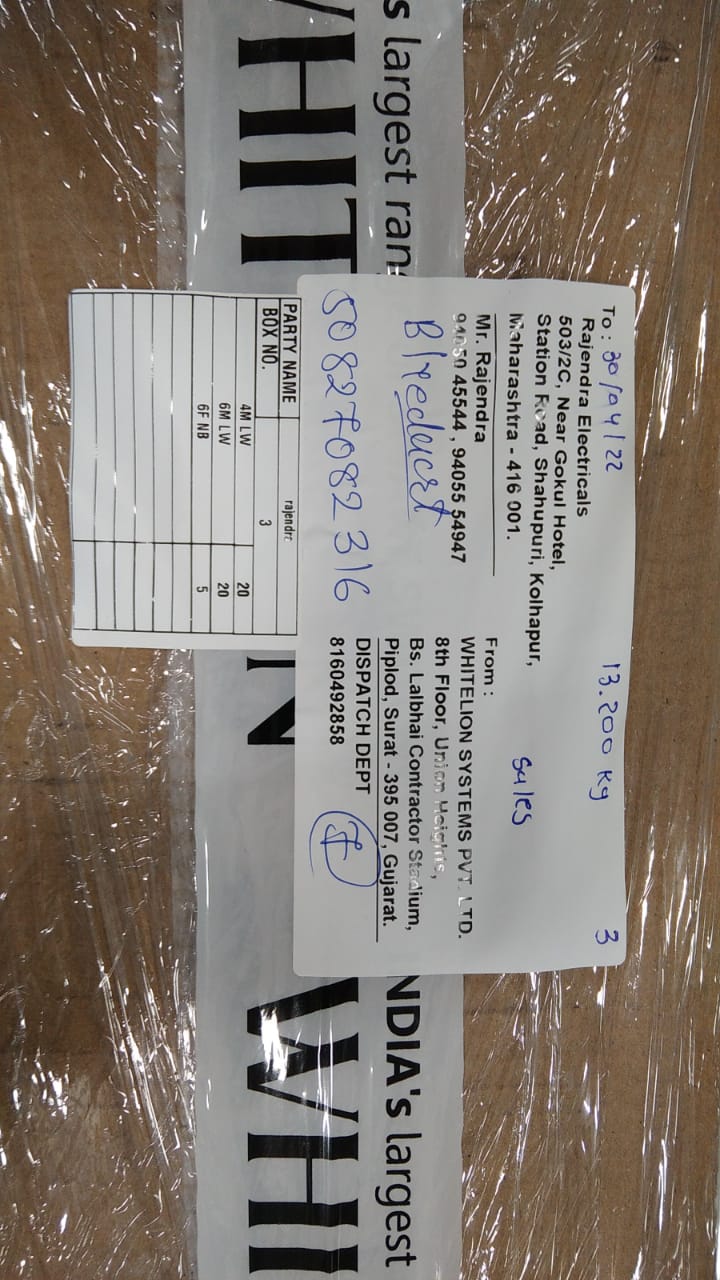 s largest ran
WHIT
To : 30/04/22
13.200 Kg
3
Rajendra Electricals
503/2C, Near Gokul Hotel,
Station Road, Shahupuri, Kolhapur,
Maharashtra - 416 001.
Sales
Mr. Rajendra
94050 45544 , 94055 54947
50827082316
From :
WHITELION SYSTEMS PVT. LTD.
8th Floor, Union Heights,
Bs. Lalbhai Contractor Stadium,
Piplod, Surat - 395 007, Gujarat.
DISPATCH DEPT
8160492858
7
PARTY NAME rajendre
BOX NO. 3
4M LW 20
6M LW 20
6F NB 5
N
NDIA's largest
WHI